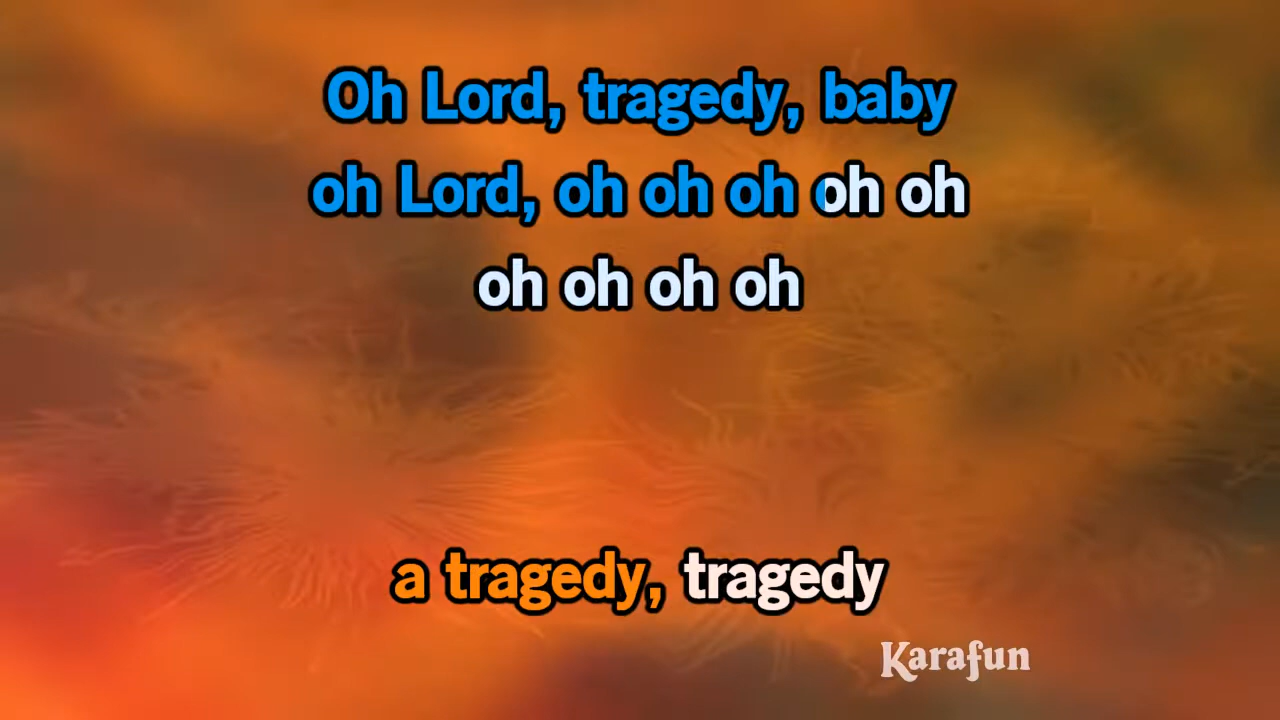 Oh Lord, tragedy, baby
oh Lord, oh oh oh oh oh
oh oh oh oh
a tragedy, tragedy
Karafun